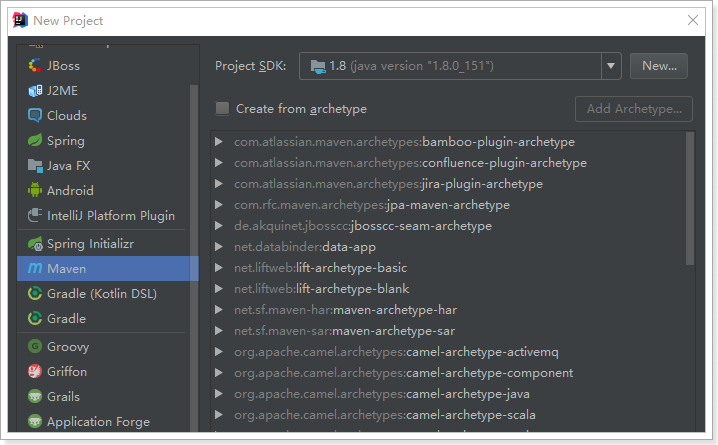 New Project
JBoss
J2ME
Clouds
Spring
Java FX
Android
IntelliJ Platform Plugin
Spring Initializr
Maven
Gradle (Kotlin DSL)
Gradle
Groovy
Griffon
Grails
Application Forge
Project SDK: 1.8 (java version "1.8.0_151") New...
Create from archetype Add Archetype...
com.atlassian.maven.archetypes:bamboo-plugin-archetype
com.atlassian.maven.archetypes:confluence-plugin-archetype
com.atlassian.maven.archetypes:jira-plugin-archetype
com.rfc.maven.archetypes:jpa-maven-archetype
de.akquinet.jbosscc:jbosscc-seam-archetype
net.databinder:data-app
net.liftweb:lift-archetype-basic
net.liftweb:lift-archetype-blank
net.sf.maven-har:maven-archetype-har
net.sf.maven-sar:maven-archetype-sar
org.apache.camel.archetypes:camel-archetype-activemq
org.apache.camel.archetypes:camel-archetype-component
org.apache.camel.archetypes:camel-archetype-java
org.apache.camel.archetypes:camel-archetype-scala